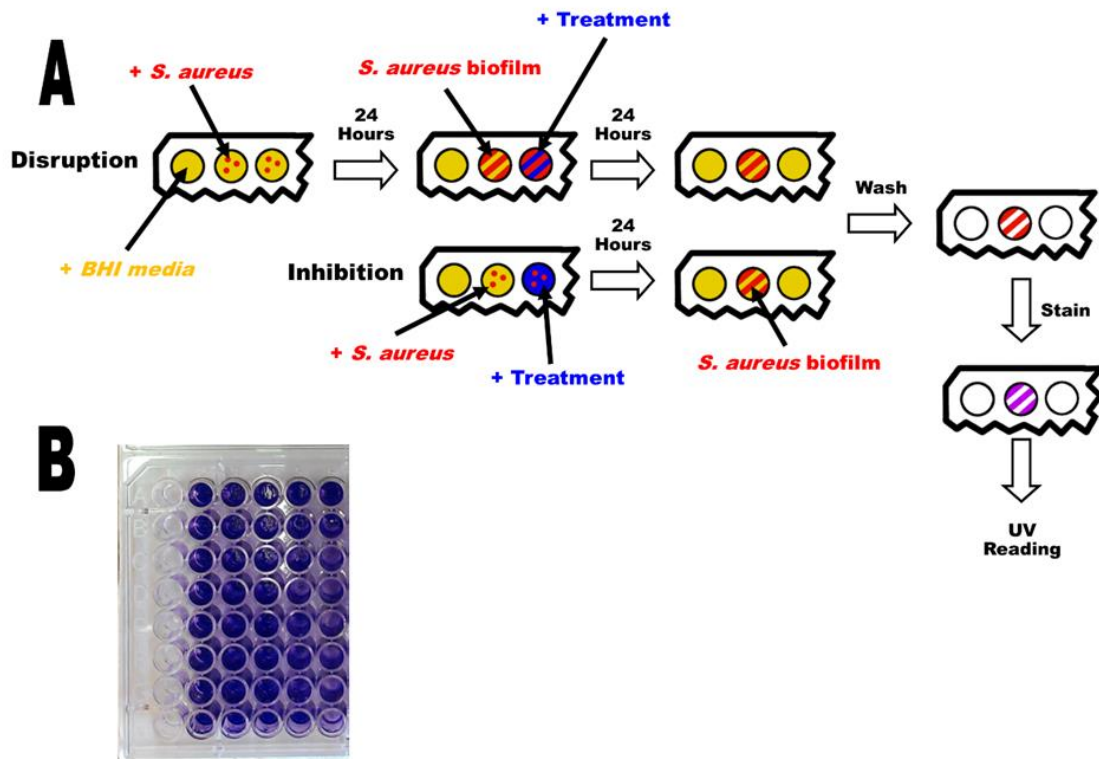 A
+ Treatment
+ S. aureus
S. aureus biofilm
24
Hours
24
Hours
Disruption
Wash
+ BHI media
24
Hours
Inhibition
Stain
+ S. aureus
+ Treatment
S. aureus biofilm
B
A
B
UV
Reading